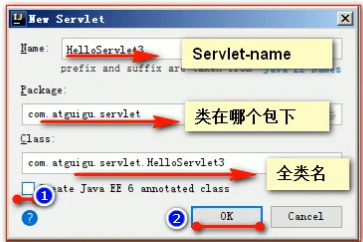 New Servlet
Name: HelloServlet3
Servlet-name
prefix and suffix are taken from Java EE Names
Package:
com.atguigu.servlet
类在哪个包下
Class:
com.atguigu.servlet.HelloServlet3
全类名
Create Java EE 6 annotated class
1
?
2
OK
Cancel